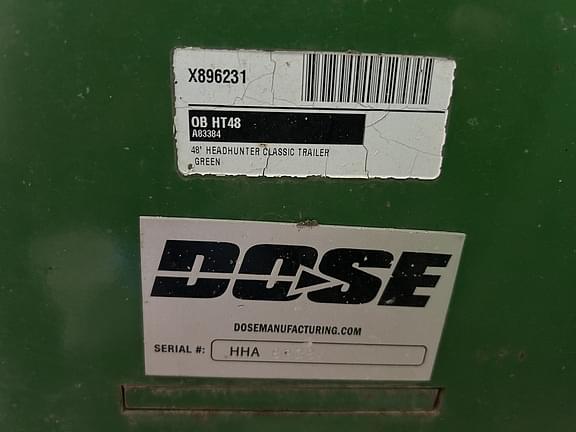 X896231
OB HT48
A83384
48' HEADHUNTER CLASSIC TRAILER
GREEN
DOSE
DOSEMANUFACTURING.COM
SERIAL #: HHA